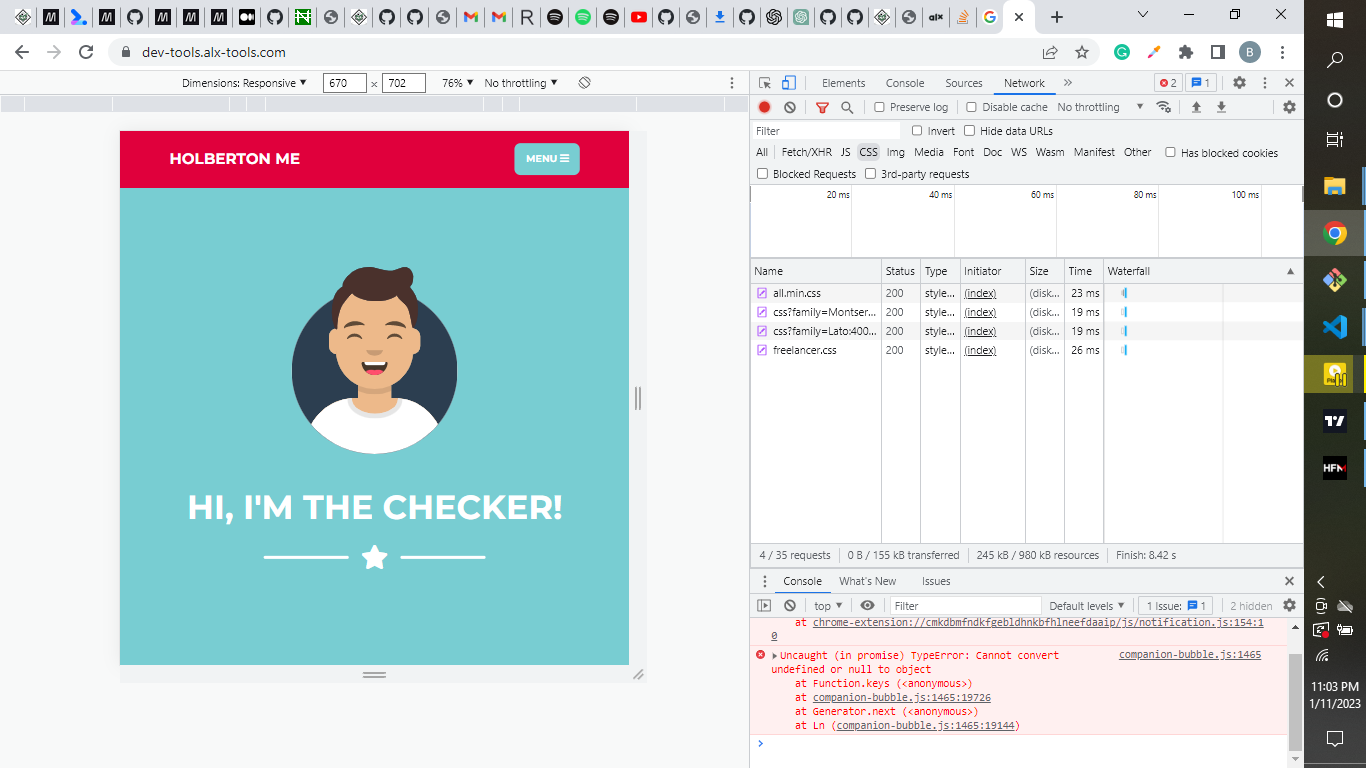 alx
dev-tools.alx-tools.com
B
Dimensions: Responsive ▼ 670 × 702 76% ▼ No throttling ▼
Elements Console Sources Network » 2 1
Preserve log Disable cache No throttling ▼
Filter Invert Hide data URLs
All Fetch/XHR JS CSS Img Media Font Doc WS Wasm Manifest Other Has blocked cookies
Blocked Requests 3rd-party requests
20 ms 40 ms 60 ms 80 ms 100 ms
Name Status Type Initiator Size Time Waterfall
all.min.css 200 style... (index) (disk... 23 ms
css?family=Montser... 200 style... (index) (disk... 19 ms
css?family=Lato:400... 200 style... (index) (disk... 19 ms
freelancer.css 200 style... (index) (disk... 26 ms
4 / 35 requests 0 B / 155 kB transferred 245 kB / 980 kB resources Finish: 8.42 s
Console What's New Issues
top ▼ Filter Default levels ▼ 1 Issue: 1 2 hidden
at chrome-extension://cmkdbmfndkfgebldhnkbfhlneefdaaip/js/notification.js:154:1
0
Uncaught (in promise) TypeError: Cannot convert companion-bubble.js:1465
undefined or null to object
at Function.keys (<anonymous>)
at companion-bubble.js:1465:19726
at Generator.next (<anonymous>)
at Ln (companion-bubble.js:1465:19144)
HOLBERTON ME
MENU
HI, I'M THE CHECKER!
HFM
11:03 PM
1/11/2023